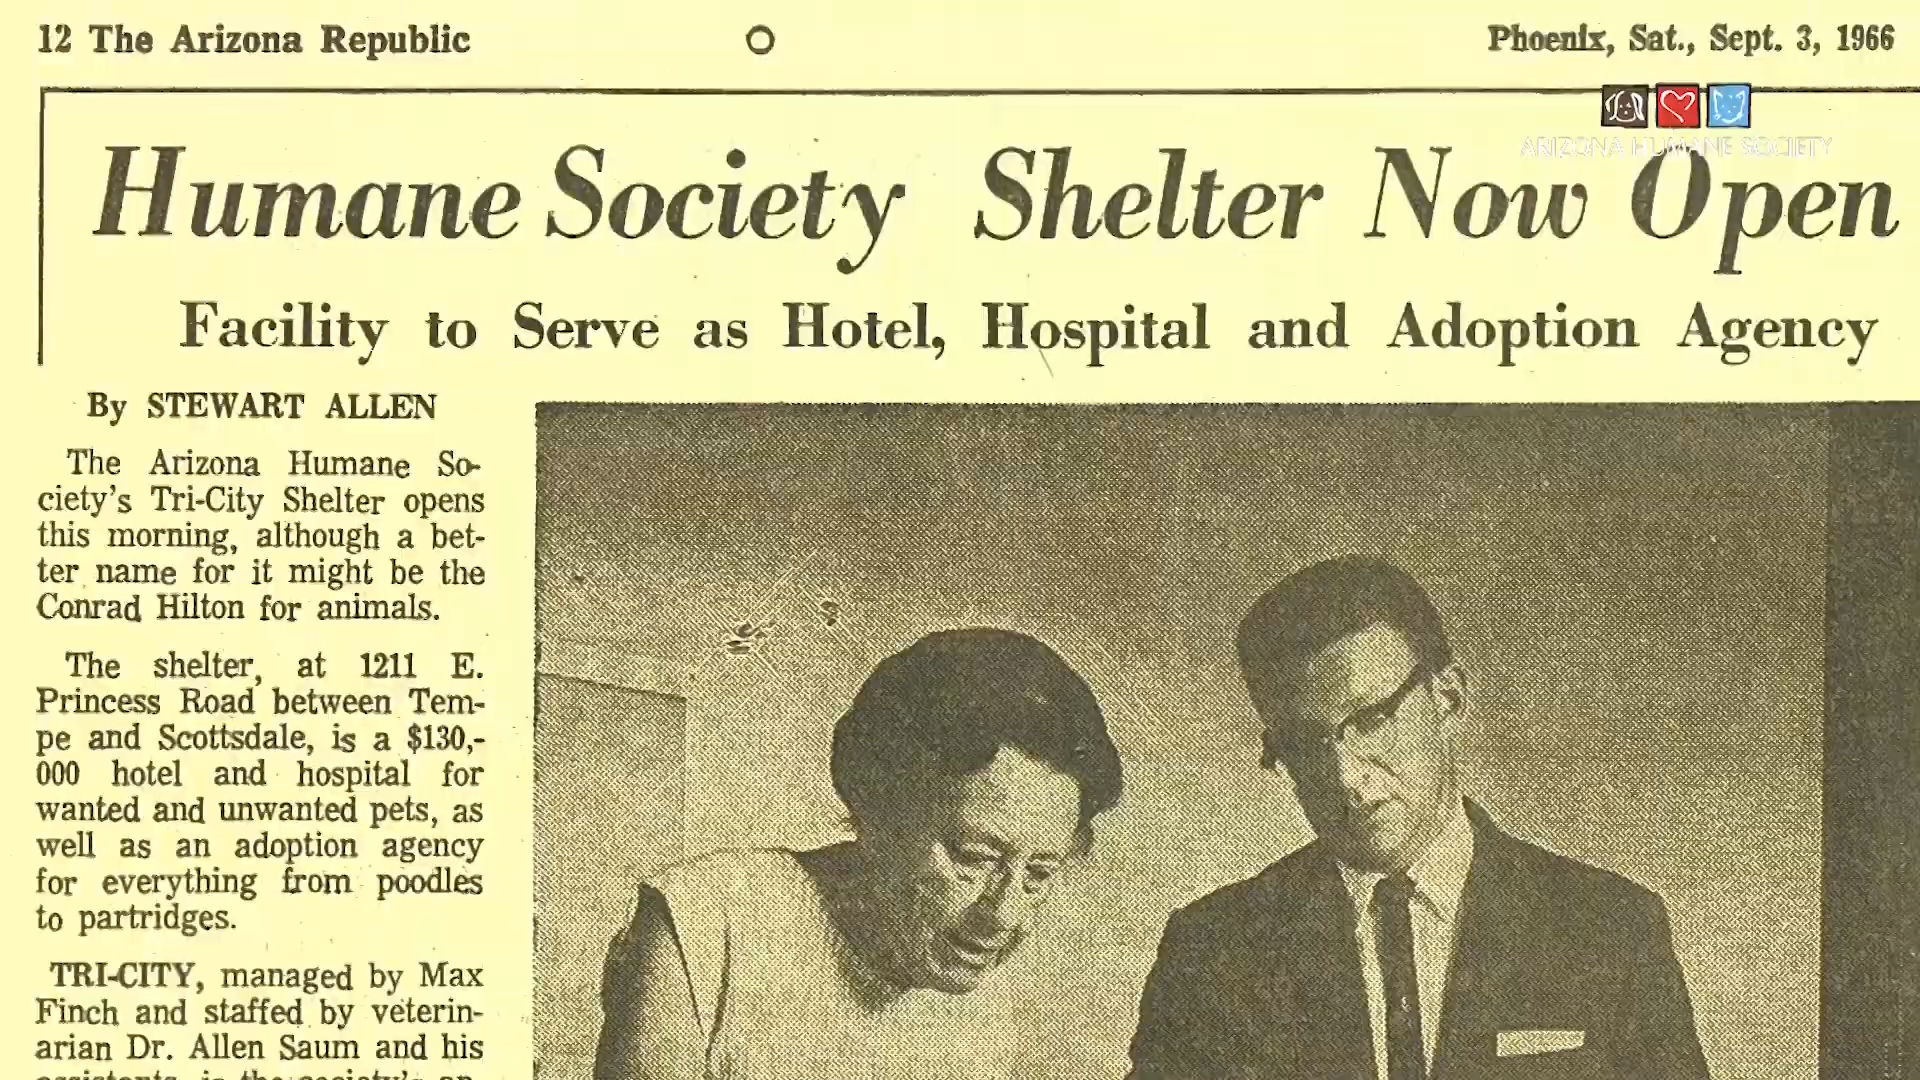 12 The Arizona Republic
Phoenix, Sat., Sept. 3, 1966
ARIZONA HUMANE SOCIETY
Humane Society Shelter Now Open
Facility to Serve as Hotel, Hospital and Adoption Agency
By STEWART ALLEN
The Arizona Humane So-
ciety's Tri-City Shelter opens
this morning, although a bet-
ter name for it might be the
Conrad Hilton for animals.
The shelter, at 1211 E.
Princess Road between Tem-
pe and Scottsdale, is a $130,-
000 hotel and hospital for
wanted and unwanted pets, as
well as an adoption agency
for everything from poodles
to partridges.
TRI-CITY, managed by Max
Finch and staffed by veterin-
arian Dr. Allen Saum and his